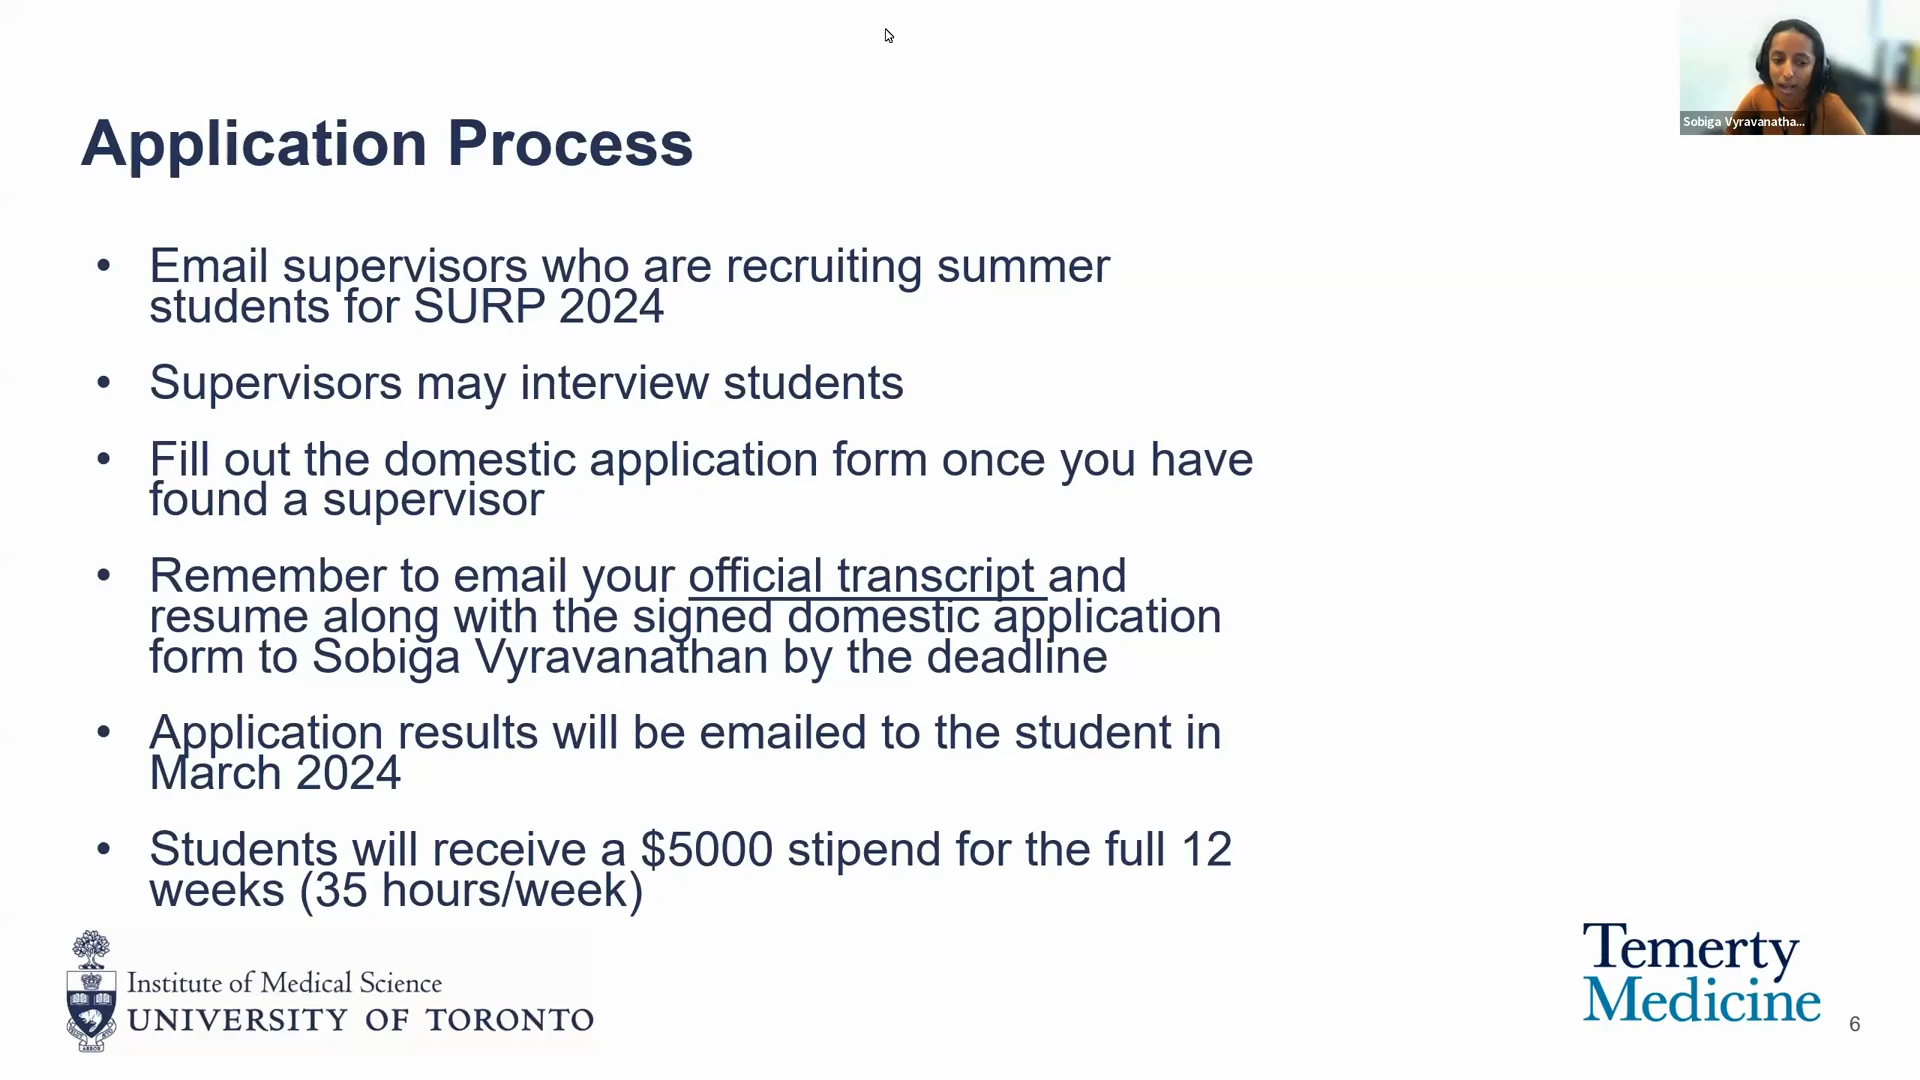 Sobiga Vyravanatha...
Application Process
• Email supervisors who are recruiting summer
students for SURP 2024
• Supervisors may interview students
• Fill out the domestic application form once you have
found a supervisor
• Remember to email your official transcript and
resume along with the signed domestic application
form to Sobiga Vyravanathan by the deadline
• Application results will be emailed to the student in
March 2024
• Students will receive a $5000 stipend for the full 12
weeks (35 hours/week)
Institute of Medical Science
UNIVERSITY OF TORONTO
Temerty
Medicine
6